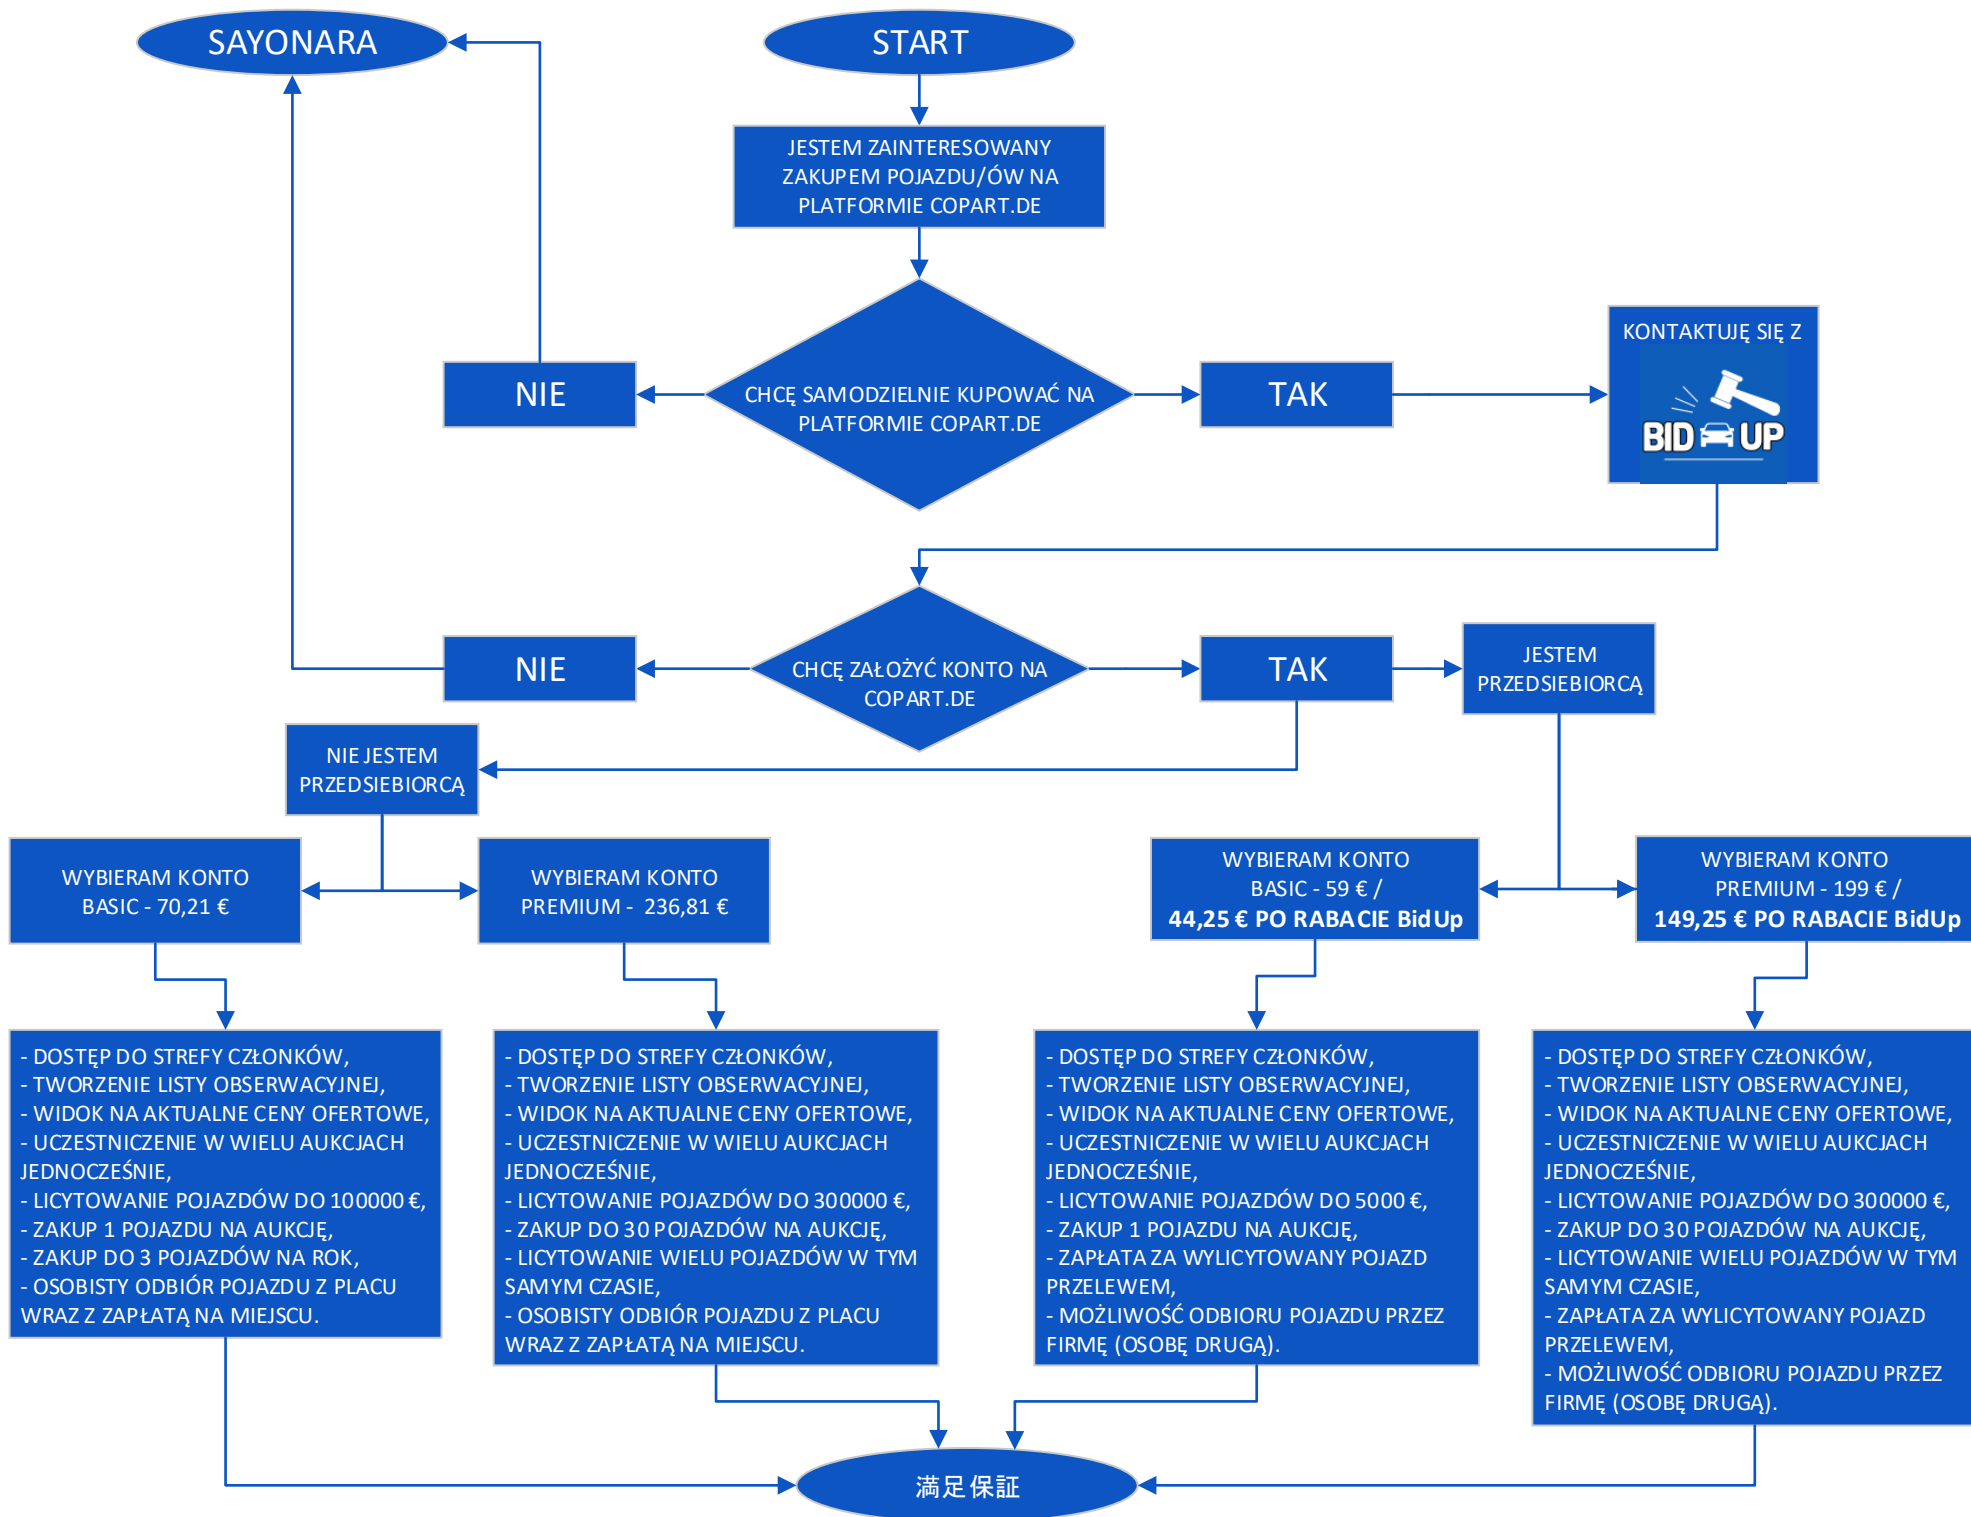 SAYONARA
START
JESTEM ZAINTERESOWANY
ZAKUPEM POJAZDU/ÓW NA
PLATFORMIE COPART.DE
KONTAKTUJĘ SIĘ Z
BID UP
NIE
CHCĘ SAMODZIELNIE KUPOWAĆ NA
PLATFORMIE COPART.DE
TAK
NIE
CHCĘ ZAŁOŻYĆ KONTO NA
COPART.DE
TAK
JESTEM
PRZEDSIEBIORCĄ
NIE JESTEM
PRZEDSIEBIORCĄ
WYBIERAM KONTO
BASIC - 70,21 €
WYBIERAM KONTO
PREMIUM - 236,81 €
WYBIERAM KONTO
BASIC - 59 € /
44,25 € PO RABACIE BidUp
WYBIERAM KONTO
PREMIUM - 199 € /
149,25 € PO RABACIE BidUp
- DOSTĘP DO STREFY CZŁONKÓW,
- TWORZENIE LISTY OBSERWACYJNEJ,
- WIDOK NA AKTUALNE CENY OFERTOWE,
- UCZESTNICZENIE W WIELU AUKCJACH
JEDNOCZEŚNIE,
- LICYTOWANIE POJAZDÓW DO 100000 €,
- ZAKUP 1 POJAZDU NA AUKCJĘ,
- ZAKUP DO 3 POJAZDÓW NA ROK,
- OSOBISTY ODBIÓR POJAZDU Z PLACU
WRAZ Z ZAPŁATĄ NA MIEJSCU.
- DOSTĘP DO STREFY CZŁONKÓW,
- TWORZENIE LISTY OBSERWACYJNEJ,
- WIDOK NA AKTUALNE CENY OFERTOWE,
- UCZESTNICZENIE W WIELU AUKCJACH
JEDNOCZEŚNIE,
- LICYTOWANIE POJAZDÓW DO 300000 €,
- ZAKUP DO 30 POJAZDÓW NA AUKCJĘ,
- LICYTOWANIE WIELU POJAZDÓW W TYM
SAMYM CZASIE,
- OSOBISTY ODBIÓR POJAZDU Z PLACU
WRAZ Z ZAPŁATĄ NA MIEJSCU.
- DOSTĘP DO STREFY CZŁONKÓW,
- TWORZENIE LISTY OBSERWACYJNEJ,
- WIDOK NA AKTUALNE CENY OFERTOWE,
- UCZESTNICZENIE W WIELU AUKCJACH
JEDNOCZEŚNIE,
- LICYTOWANIE POJAZDÓW DO 5000 €,
- ZAKUP 1 POJAZDU NA AUKCJĘ,
- ZAPŁATA ZA WYLICYTOWANY POJAZD
PRZELEWEM,
- MOŻLIWOŚĆ ODBIORU POJAZDU PRZEZ
FIRMĘ (OSOBĘ DRUGĄ).
- DOSTĘP DO STREFY CZŁONKÓW,
- TWORZENIE LISTY OBSERWACYJNEJ,
- WIDOK NA AKTUALNE CENY OFERTOWE,
- UCZESTNICZENIE W WIELU AUKCJACH
JEDNOCZEŚNIE,
- LICYTOWANIE POJAZDÓW DO 300000 €,
- ZAKUP DO 30 POJAZDÓW NA AUKCJĘ,
- LICYTOWANIE WIELU POJAZDÓW W TYM
SAMYM CZASIE,
- ZAPŁATA ZA WYLICYTOWANY POJAZD
PRZELEWEM,
- MOŻLIWOŚĆ ODBIORU POJAZDU PRZEZ
FIRMĘ (OSOBĘ DRUGĄ).
満足保証